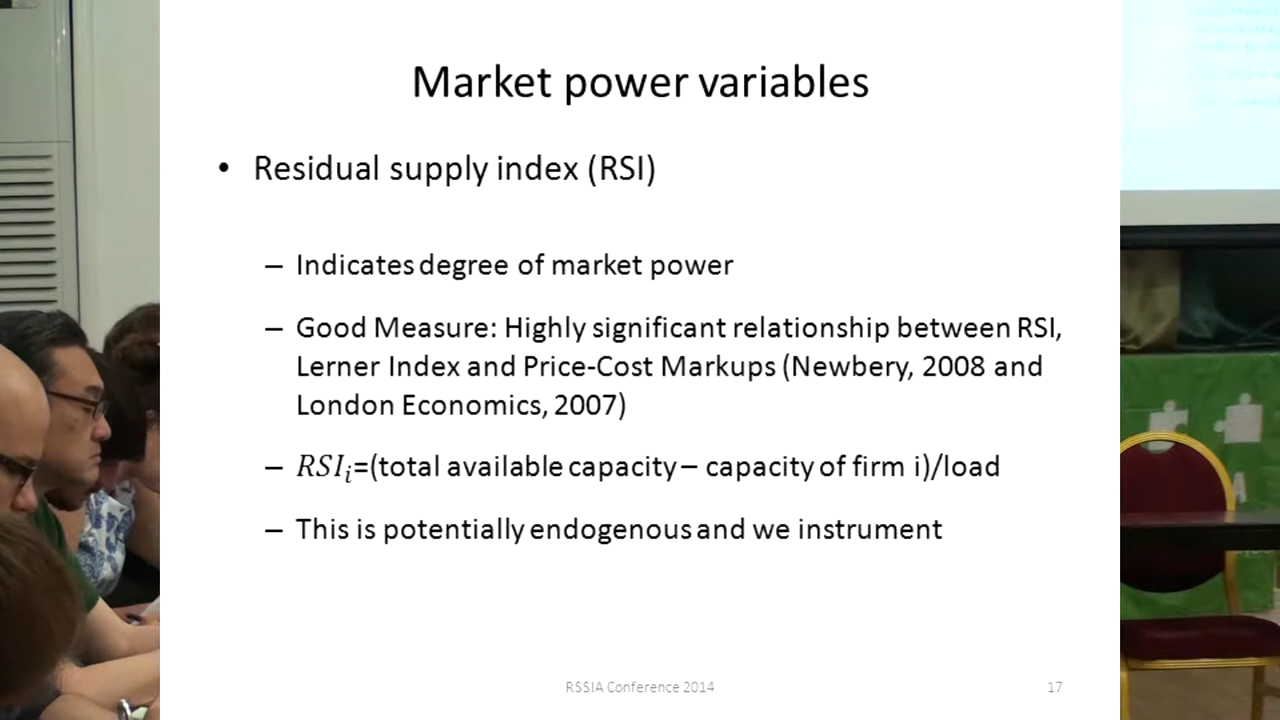 Market power variables
• Residual supply index (RSI)
– Indicates degree of market power
– Good Measure: Highly significant relationship between RSI,
Lerner Index and Price-Cost Markups (Newbery, 2008 and
London Economics, 2007)
– RSIi=(total available capacity – capacity of firm i)/load
– This is potentially endogenous and we instrument
RSSIA Conference 2014
17